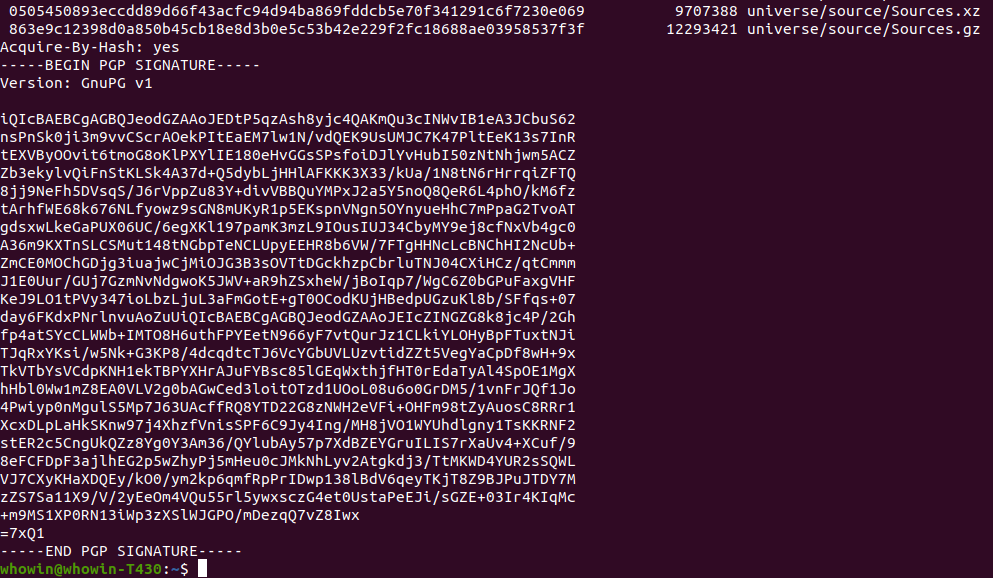 0505450893eccdd89d66f43acfc94d94ba869fddcb5e70f341291c6f7230e069 9707388 universe/source/Sources.xz
863e9c12398d0a850b45cb18e8d3b0e5c53b42e229f2fc18688ae03958537f3f 12293421 universe/source/Sources.gz
Acquire-By-Hash: yes
-----BEGIN PGP SIGNATURE-----
Version: GnuPG v1

iQIcBAEBCgAGBQJeodGZAAoJEDtP5qzAsh8yjc4QAKmQu3cINWvIB1eA3JCbuS62
nsPnSk0ji3m9vvCScrAOekPItEaEM7lw1N/vdQEK9UsUMJC7K47PltEeK13s7InR
tEXVByOOvit6tmoG8oKlPXYlIE180eHvGGsSPsfoiDJlYvHubI50zNtNhjwm5ACZ
Zb3ekylvQiFnStKLSk4A37d+Q5dybLjHHlAFKKK3X33/kUa/1N8tN6rHrrqiZFTQ
8jj9NeFh5DVsqS/J6rVppZu83Y+divVBBQuYMPxJ2a5Y5noQ8QeR6L4phO/kM6fz
tArhfWE68k676NLfyowz9sGN8mUKyR1p5EKspnVNgn5OYnyueHhC7mPpaG2TvoAT
gdsxwLkeGaPUX06UC/6egXKl197pamK3mzL9IOusIUJ34CbyMY9ej8cfNxVb4gc0
A36m9KXTnSLCSMut148tNGbpTeNCLUpyEEHR8b6VW/7FTgHHNcLcBNChHI2NcUb+
ZmCE0MOChGDjg3iuajwCjMiOJG3B3sOVTtDGckhzpCbrluTNJ04CXiHCz/qtCmmm
J1E0Uur/GUj7GzmNvNdgwoK5JWV+aR9hZSxheW/jBoIqp7/WgC6Z0bGPuFaxgVHF
KeJ9LO1tPVy347ioLbzLjuL3aFmGotE+gT0OCodKUjHBedpUGzuKl8b/SFfqs+07
day6FKdxPNrlnvuAoZuUiQIcBAEBCgAGBQJeodGZAAoJEIcZINGZG8k8jc4P/2Gh
fp4atSYcCLWWb+IMTO8H6uthFPYEetN966yF7vtQurJz1CLkiYLOHyBpFTuxtNJi
TJqRxYKsi/w5Nk+G3KP8/4dcqdtcTJ6VcYGbUVLUzvtidZZt5VegYaCpDf8wH+9x
TkVTbYsVCdpKNH1ekTBPYXHrAJuFYBsc85lGEqWxthjfHT0rEdaTyAl4SpOE1MgX
hHbl0Ww1mZ8EA0VLV2g0bAGwCed3loitOTzd1UOoL08u6o0GrDM5/1vnFrJQf1Jo
4Pwiyp0nMgulS5Mp7J63UAcffRQ8YTD22G8zNWH2eVFi+OHFm98tZyAuosC8RRr1
XcxDLpLaHkSKnw97j4XhzfVnisSPF6C9Jy4Ing/MH8jVO1WYUhdlgny1TsKKRNF2
stER2c5CngUkQZz8Yg0Y3Am36/QYlubAy57p7XdBZEYGruILIS7rXaUv4+XCuf/9
8eFCFDpF3ajlhEG2p5wZhyPj5mHeu0cJMkNhLyv2Atgkdj3/TtMKWD4YUR2sSQWL
VJ7CXyKHaXDQEy/kO0/ym2kp6qmfRpPrIDwp138lBdV6qeyTKjT8Z9BJPuJTDY7M
zZS7Sa11X9/V/2yEeOm4VQu55rl5ywxsczG4et0UstaPeEJi/sGZE+03Ir4KIqMc
+m9MS1XP0RN13iWp3zXSlWJGPO/mDezqQ7vZ8Iwx
=7xQ1
-----END PGP SIGNATURE-----
whowin@whowin-T430:~$